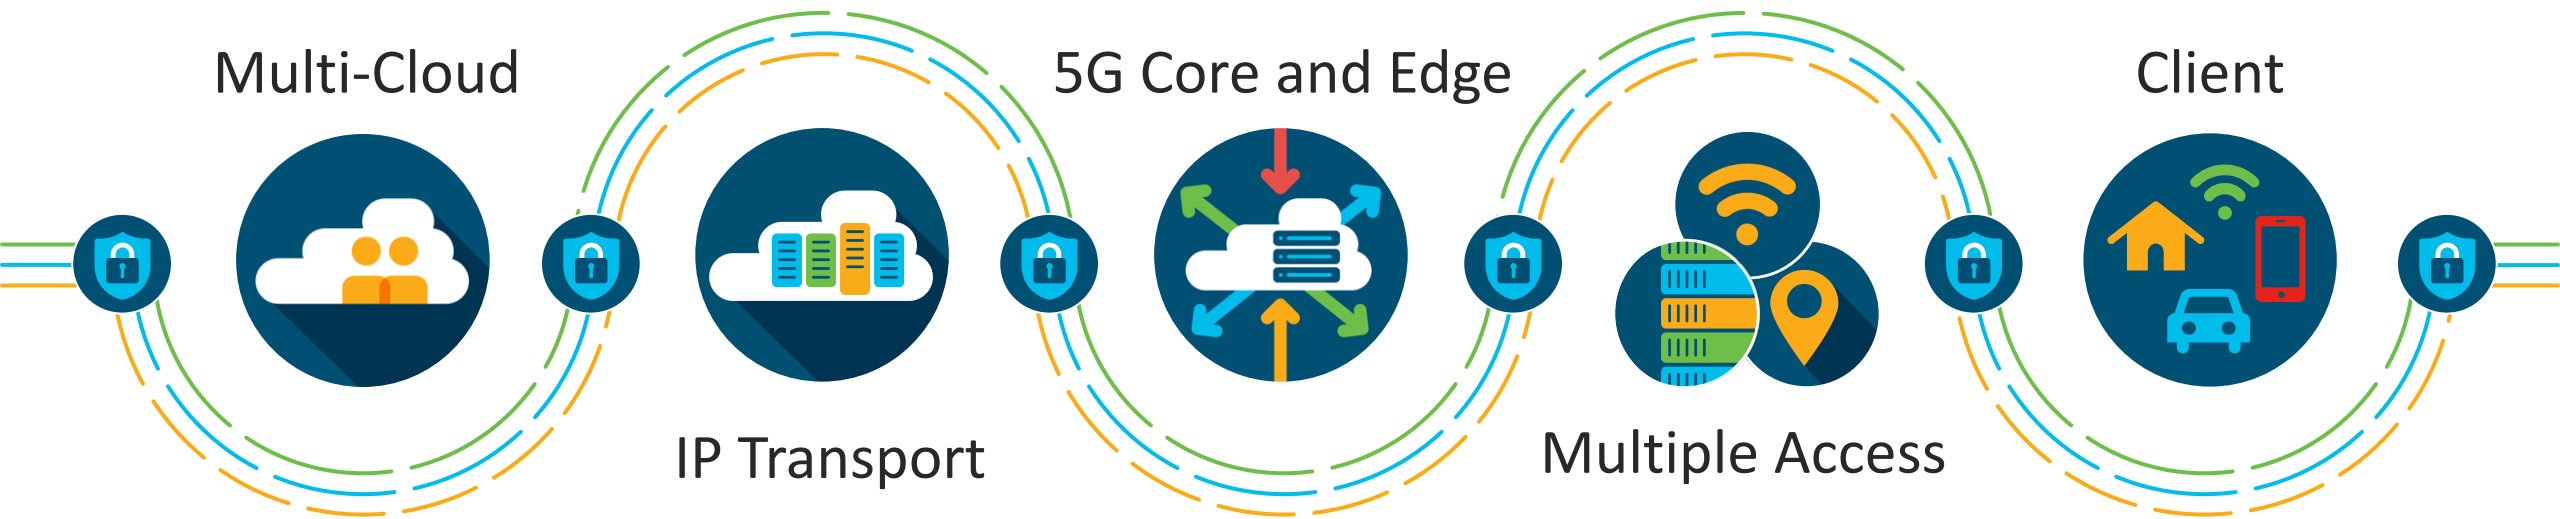 Multi-Cloud
IP Transport
5G Core and Edge
Multiple Access
Client